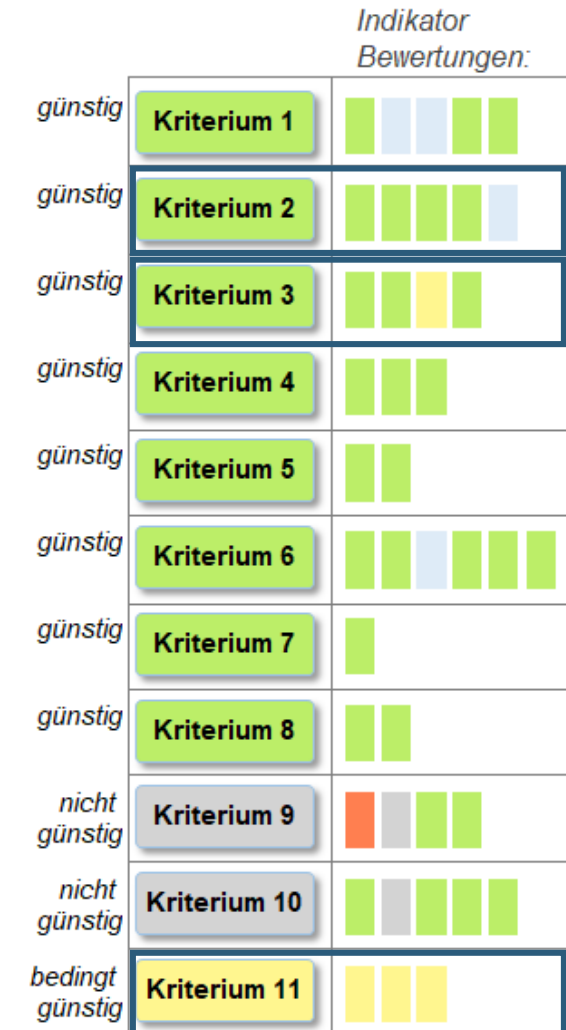 Indikator
Bewertungen:
günstig Kriterium 1
günstig Kriterium 2
günstig Kriterium 3
günstig Kriterium 4
günstig Kriterium 5
günstig Kriterium 6
günstig Kriterium 7
günstig Kriterium 8
nicht
günstig Kriterium 9
nicht
günstig Kriterium 10
bedingt
günstig Kriterium 11